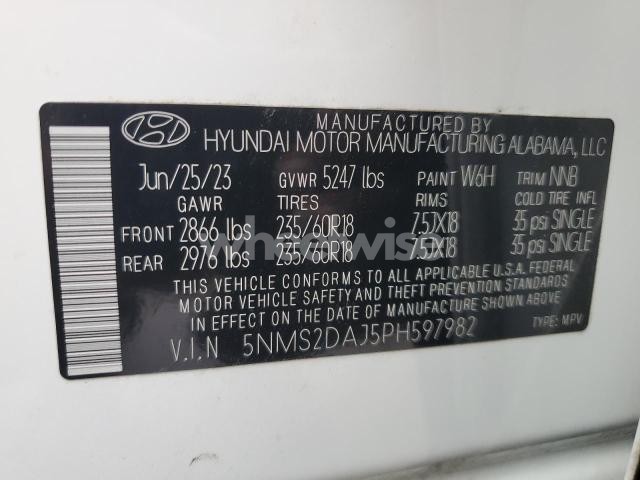 MANUFACTURED BY
HYUNDAI MOTOR MANUFACTURING ALABAMA, LLC
Jun/25/23 GVWR 5247 lbs PAINT W6H TRIM NNB
GAWR TIRES RIMS COLD TIRE INFL
FRONT 2866 lbs 235/60R18 7.5JX18 35 psi SINGLE
REAR 2976 lbs 235/60R18 7.5JX18 35 psi SINGLE
THIS VEHICLE CONFORMS TO ALL APPLICABLE U.S.A. FEDERAL
MOTOR VEHICLE SAFETY AND THEFT PREVENTION STANDARDS
IN EFFECT ON THE DATE OF MANUFACTURE SHOWN ABOVE
V.I.N 5NMS2DAJ5PH597982 TYPE: MPV